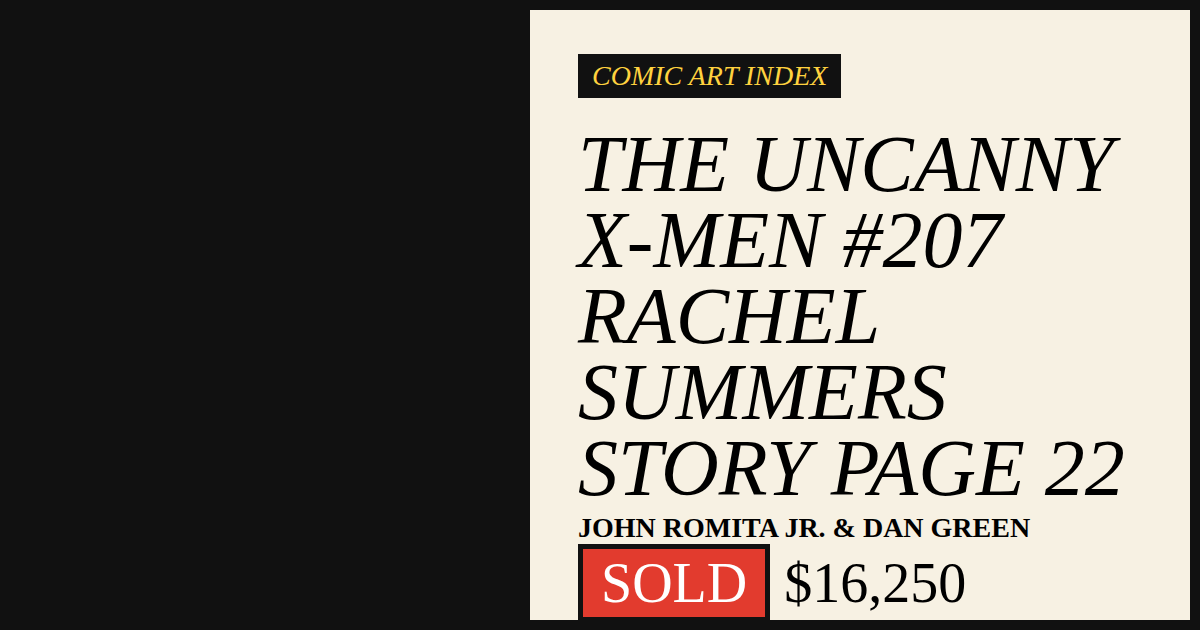 COMIC ART INDEX
THE UNCANNY
X-MEN #207
RACHEL
SUMMERS
STORY PAGE 22
JOHN ROMITA JR. & DAN GREEN
SOLD $16,250